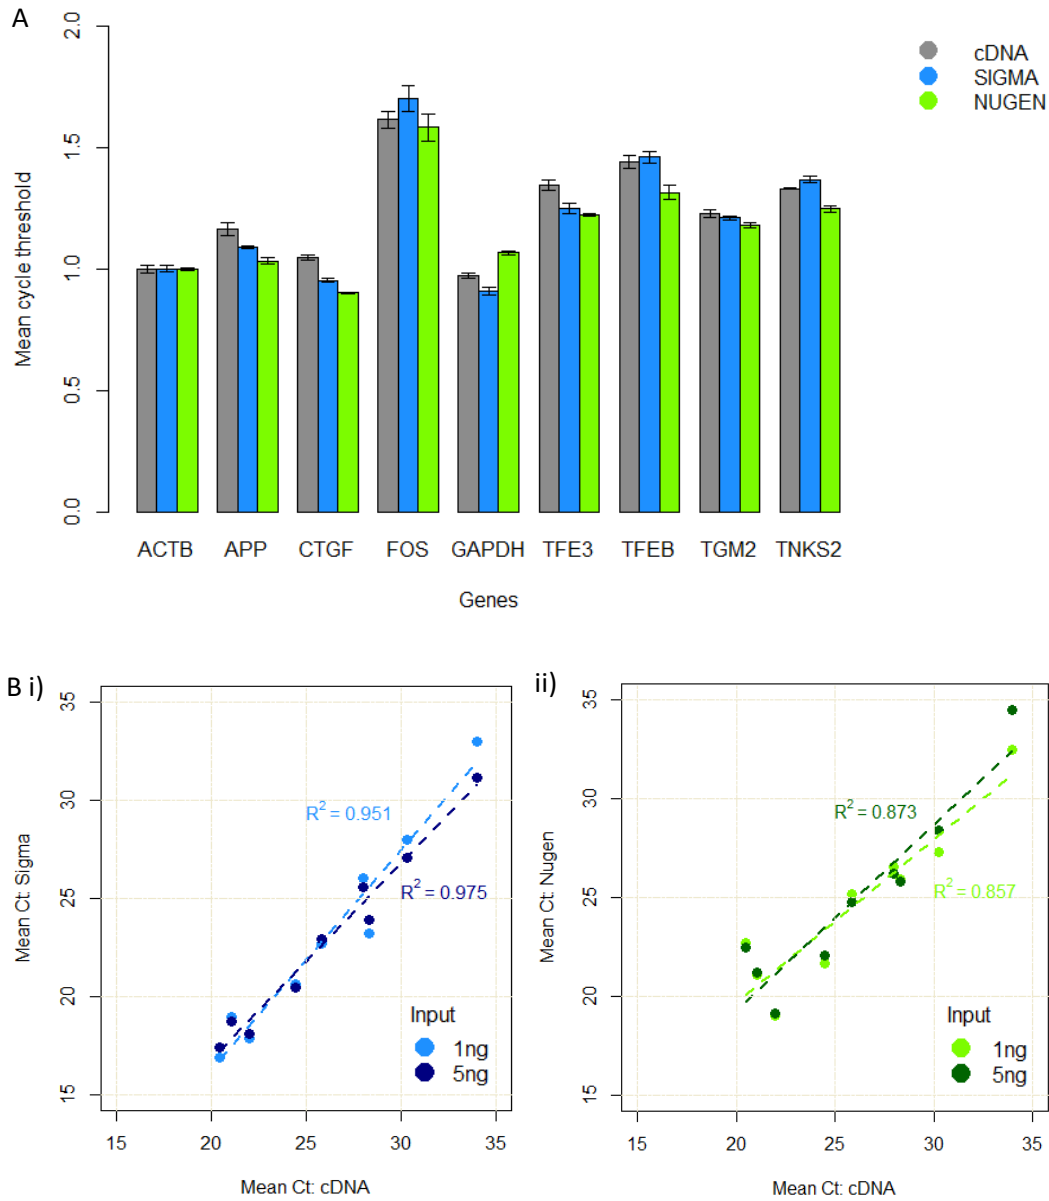 A
2.0
1.5
1.0
0.5
0.0
Mean cycle threshold
cDNA
SIGMA
NUGEN
ACTB APP CTGF FOS GAPDH TFE3 TFEB TGM2 TNKS2
Genes
B i)
35
30
25
20
15
Mean Ct: Sigma
R² = 0.951
R² = 0.975
Input
1ng
5ng
15 20 25 30 35
Mean Ct: cDNA
ii)
35
30
25
20
15
Mean Ct: Nugen
R² = 0.873
R² = 0.857
Input
1ng
5ng
15 20 25 30 35
Mean Ct: cDNA